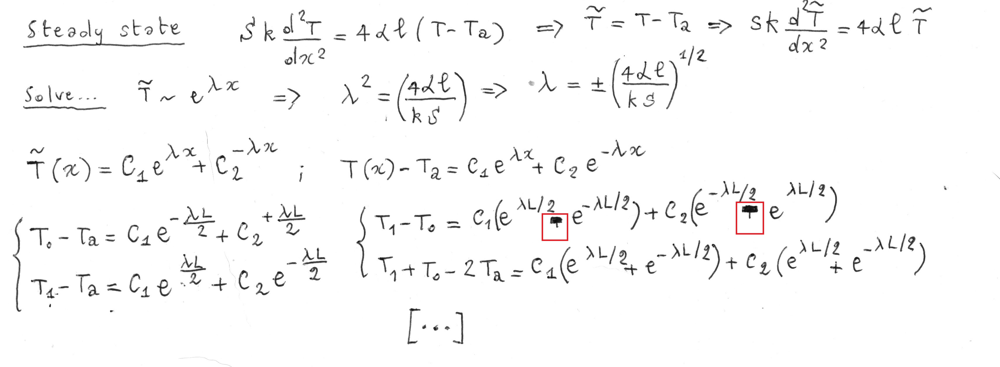 Steady state S k d²T/dx² = 4 α ℓ (T - Ta) => T̃ = T - Ta => S k d²T̃/dx² = 4 α ℓ T̃
Solve... T̃ ~ e^{λx} => λ² = (4αℓ/kS) => λ = ± (4αℓ/kS)^{1/2}
T̃(x) = C₁ e^{λx} + C₂^{-λx} ; T(x) - Ta = C₁ e^{λx} + C₂ e^{-λx}
T₀ - Ta = C₁ e^{-λL/2} + C₂^{+λL/2} T₁ - T₀ = C₁(e^{λL/2} e^{-λL/2}) + C₂(e^{-λL/2} e^{λL/2})
T₁ - Ta = C₁ e^{λL/2} + C₂ e^{-λL/2} T₁ + T₀ - 2Ta = C₁(e^{λL/2} + e^{-λL/2}) + C₂(e^{λL/2} + e^{-λL/2})
[...]